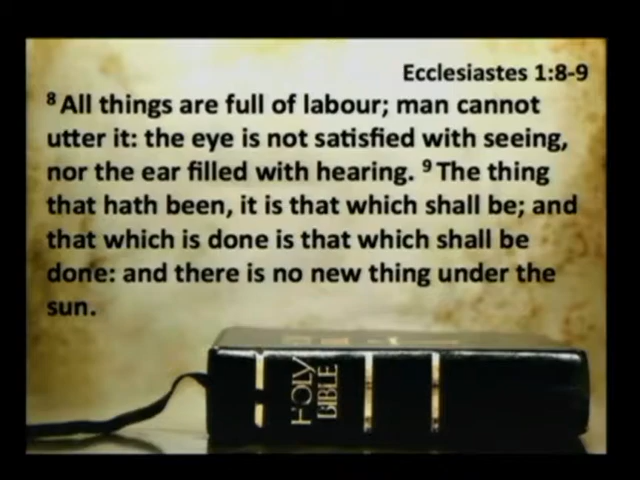 Ecclesiastes 1:8-9
⁸ All things are full of labour; man cannot
utter it: the eye is not satisfied with seeing,
nor the ear filled with hearing. ⁹ The thing
that hath been, it is that which shall be; and
that which is done is that which shall be
done: and there is no new thing under the
sun.
HOLY
BIBLE